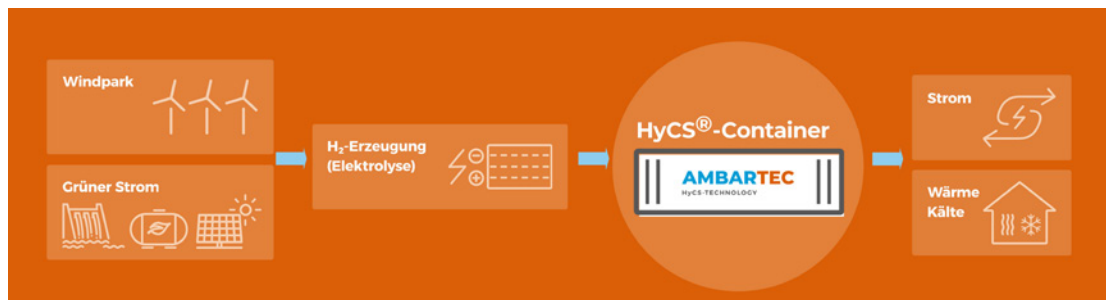 Windpark
Grüner Strom
H₂-Erzeugung
(Elektrolyse)
HyCS®-Container
AMBARTEC
HyCS-TECHNOLOGY
Strom
Wärme
Kälte